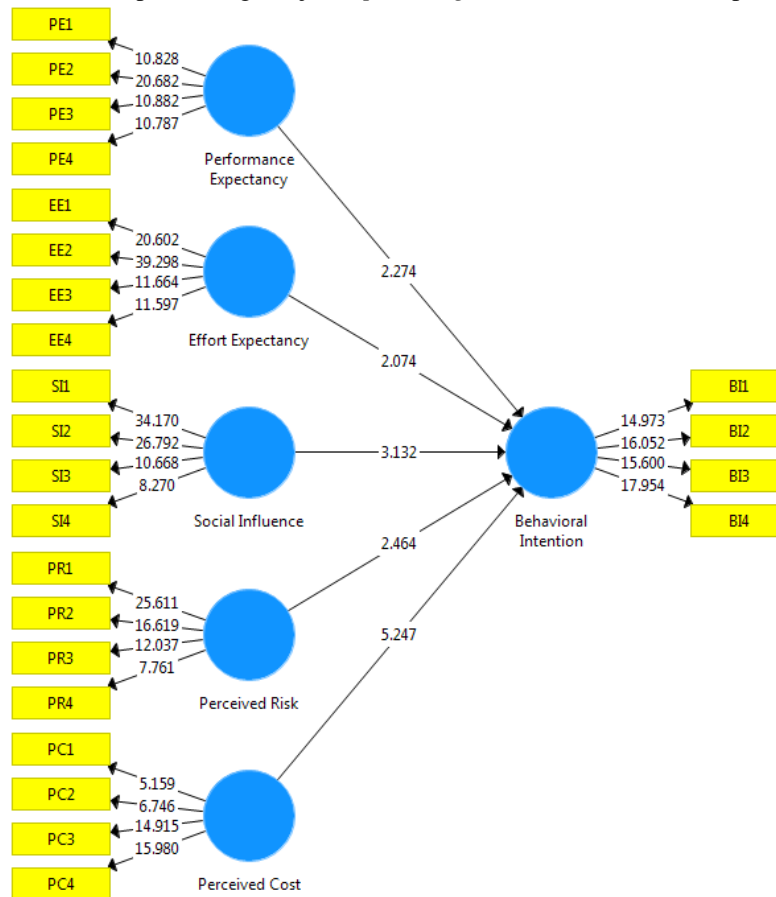 PE1
10.828
PE2
20.682
PE3
10.882
10.787
PE4
Performance
Expectancy
EE1
20.602
EE2
39.298
EE3
11.664
11.597
EE4
Effort Expectancy
SI1
34.170
SI2
26.792
SI3
10.668
8.270
SI4
Social Influence
PR1
25.611
PR2
16.619
PR3
12.037
7.761
PR4
Perceived Risk
PC1
5.159
PC2
6.746
PC3
14.915
15.980
PC4
Perceived Cost
2.274
2.074
3.132
2.464
5.247
Behavioral
Intention
14.973
BI1
16.052
BI2
15.600
BI3
17.954
BI4